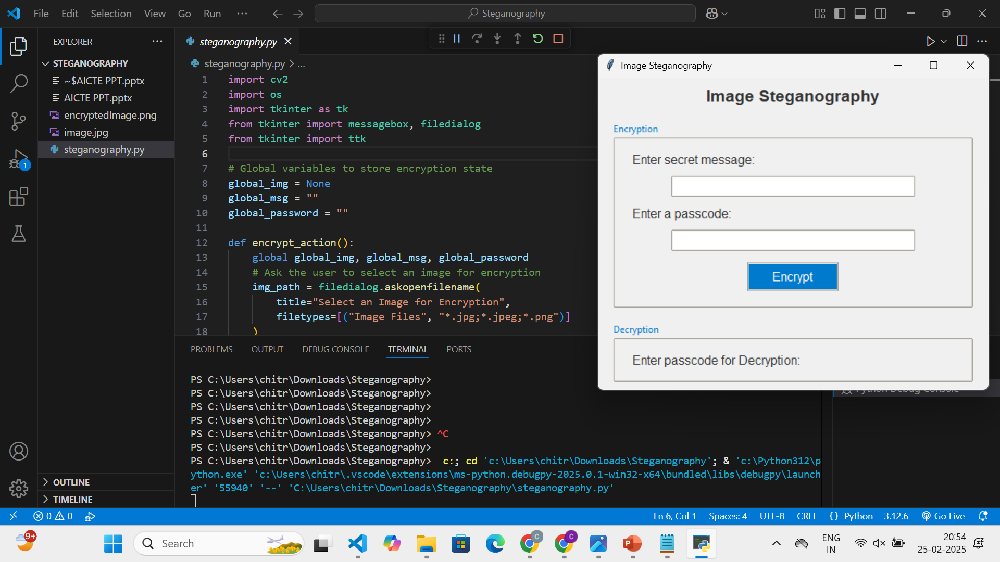 File Edit Selection View Go Run ...
Steganography
EXPLORER
STEGANOGRAPHY
~$AICTE PPT.pptx
AICTE PPT.pptx
encryptedImage.png
image.jpg
steganography.py
1
OUTLINE
TIMELINE
steganography.py
steganography.py > ...
1 import cv2
2 import os
3 import tkinter as tk
4 from tkinter import messagebox, filedialog
5 from tkinter import ttk
6
7 # Global variables to store encryption state
8 global_img = None
9 global_msg = ""
10 global_password = ""
11
12 def encrypt_action():
13 global global_img, global_msg, global_password
14 # Ask the user to select an image for encryption
15 img_path = filedialog.askopenfilename(
16 title="Select an Image for Encryption",
17 filetypes=[("Image Files", "*.jpg;*.jpeg;*.png")]
18 )
PROBLEMS OUTPUT DEBUG CONSOLE TERMINAL PORTS
PS C:\Users\chitr\Downloads\Steganography>
PS C:\Users\chitr\Downloads\Steganography>
PS C:\Users\chitr\Downloads\Steganography>
PS C:\Users\chitr\Downloads\Steganography>
PS C:\Users\chitr\Downloads\Steganography> ^C
PS C:\Users\chitr\Downloads\Steganography>
PS C:\Users\chitr\Downloads\Steganography>  c:; cd 'c:\Users\chitr\Downloads\Steganography'; & 'c:\Python312\p
ython.exe' 'c:\Users\chitr\.vscode\extensions\ms-python.debugpy-2025.0.1-win32-x64\bundled\libs\debugpy\launch
er' '55940' '--' 'C:\Users\chitr\Downloads\Steganography\steganography.py'
Python Debug Console
Image Steganography
Image Steganography
Encryption
Enter secret message:
Enter a passcode:
Encrypt
Decryption
Enter passcode for Decryption:
0 0
Ln 6, Col 1 Spaces: 4 UTF-8 CRLF {} Python 3.12.6 Go Live
9+
Search
C
C
P
ENG
IN
20:54
25-02-2025